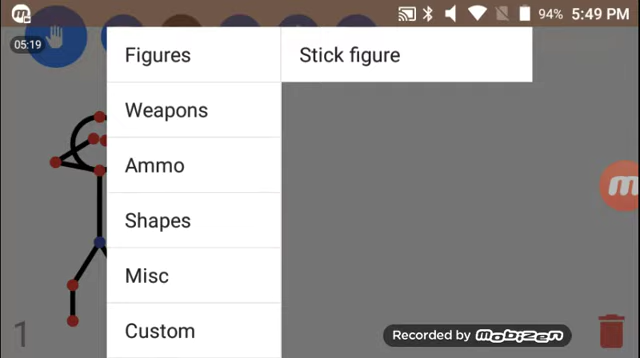 94% 5:49 PM
05:19
Figures
Stick figure
Weapons
Ammo
Shapes
Misc
Custom
1
Recorded by Mobizen